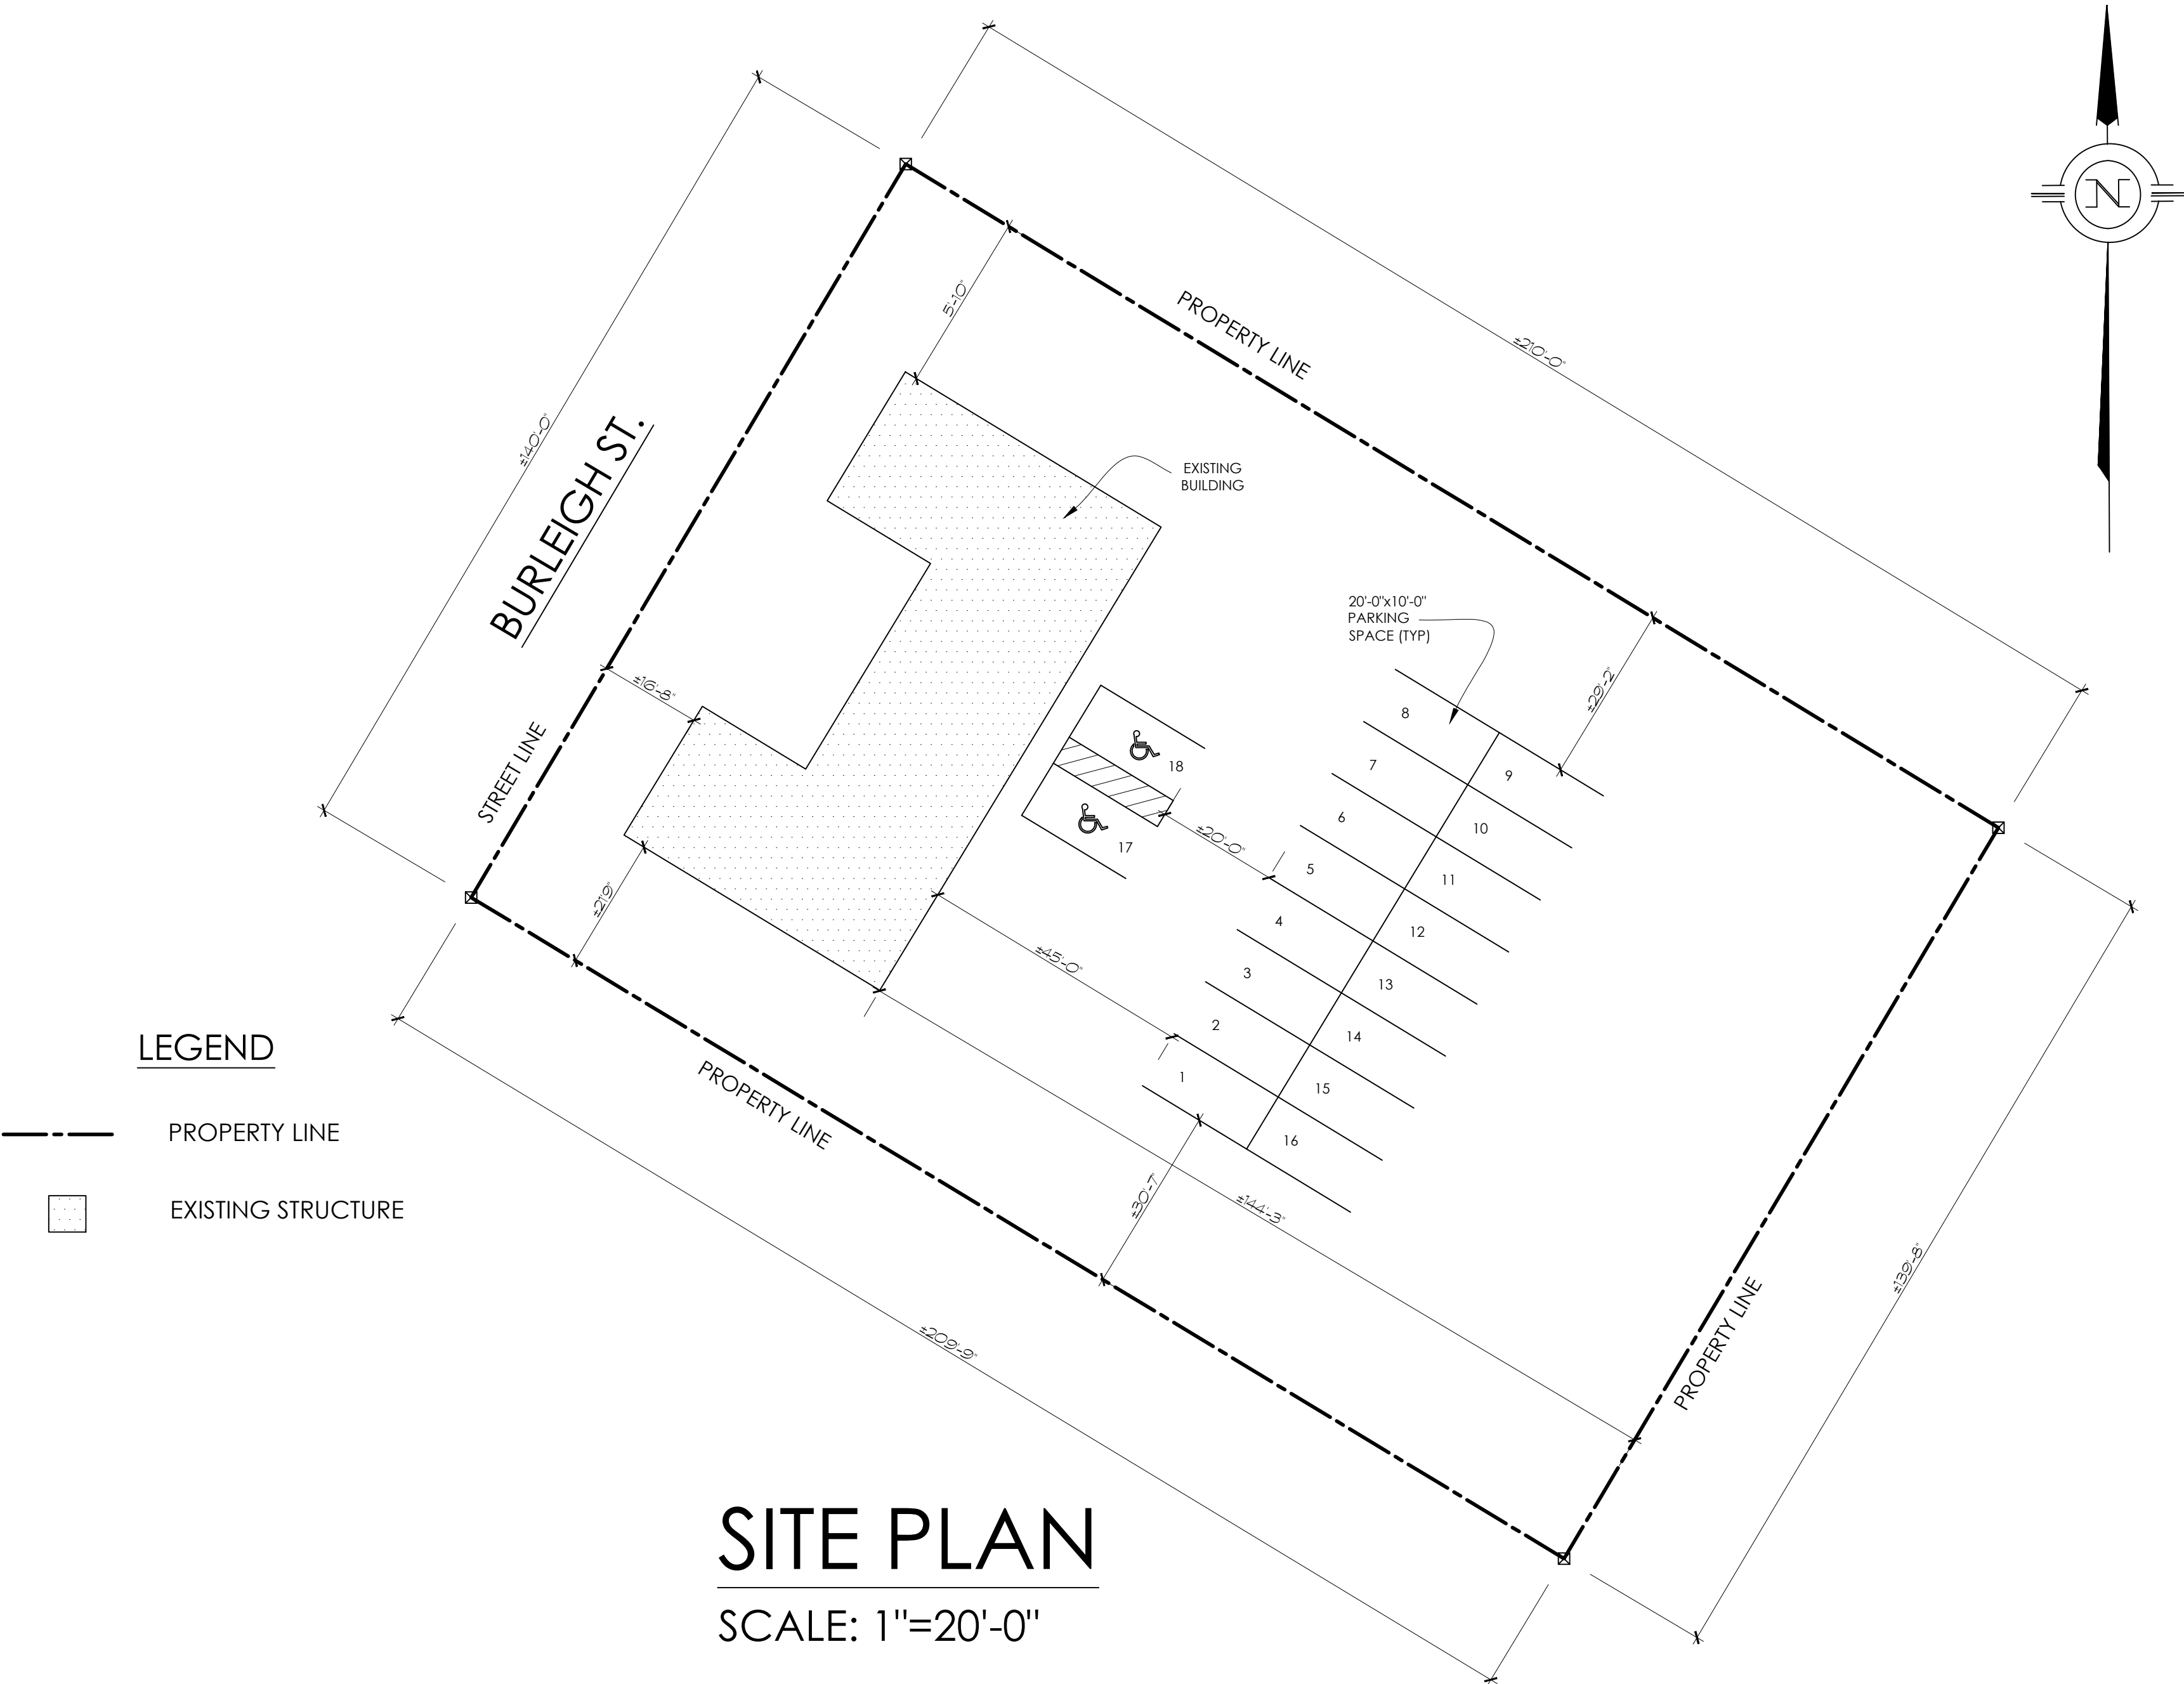 ±210'-0"
N
5'-10"
PROPERTY LINE
±140'-0"
BURLEIGH ST.
EXISTING
BUILDING
20'-0"x10'-0"
PARKING
SPACE (TYP)
±29'-2"
±16'-8"
STREET LINE
8
7
6
5
4
3
2
1
9
10
11
12
13
14
15
16
18
17
±20'-0"
±21'9"
±45'-0"
LEGEND
PROPERTY LINE
EXISTING STRUCTURE
PROPERTY LINE
±30'-7"
±144'-3"
±139'-8"
PROPERTY LINE
±209'-9"
SITE PLAN
SCALE: 1"=20'-0"